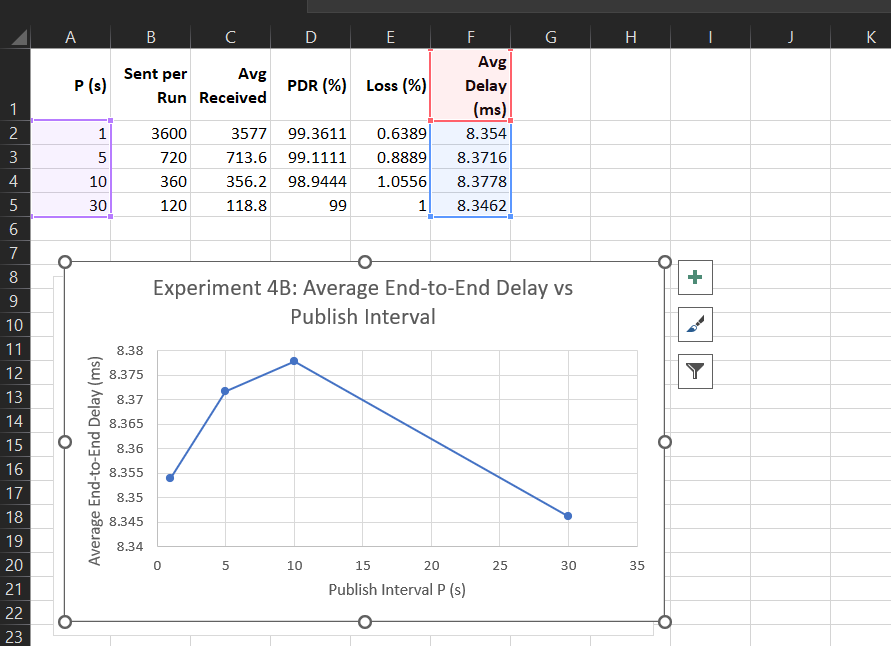 A B C D E F G H I J K
1 P (s) Sent per Run Avg Received PDR (%) Loss (%) Avg Delay (ms)
2 1 3600 3577 99.3611 0.6389 8.354
3 5 720 713.6 99.1111 0.8889 8.3716
4 10 360 356.2 98.9444 1.0556 8.3778
5 30 120 118.8 99 1 8.3462
6
7
8
9
10
11
12
13
14
15
16
17
18
19
20
21
22
23
Experiment 4B: Average End-to-End Delay vs
Publish Interval
Average End-to-End Delay (ms)
8.38
8.375
8.37
8.365
8.36
8.355
8.35
8.345
8.34
0 5 10 15 20 25 30 35
Publish Interval P (s)